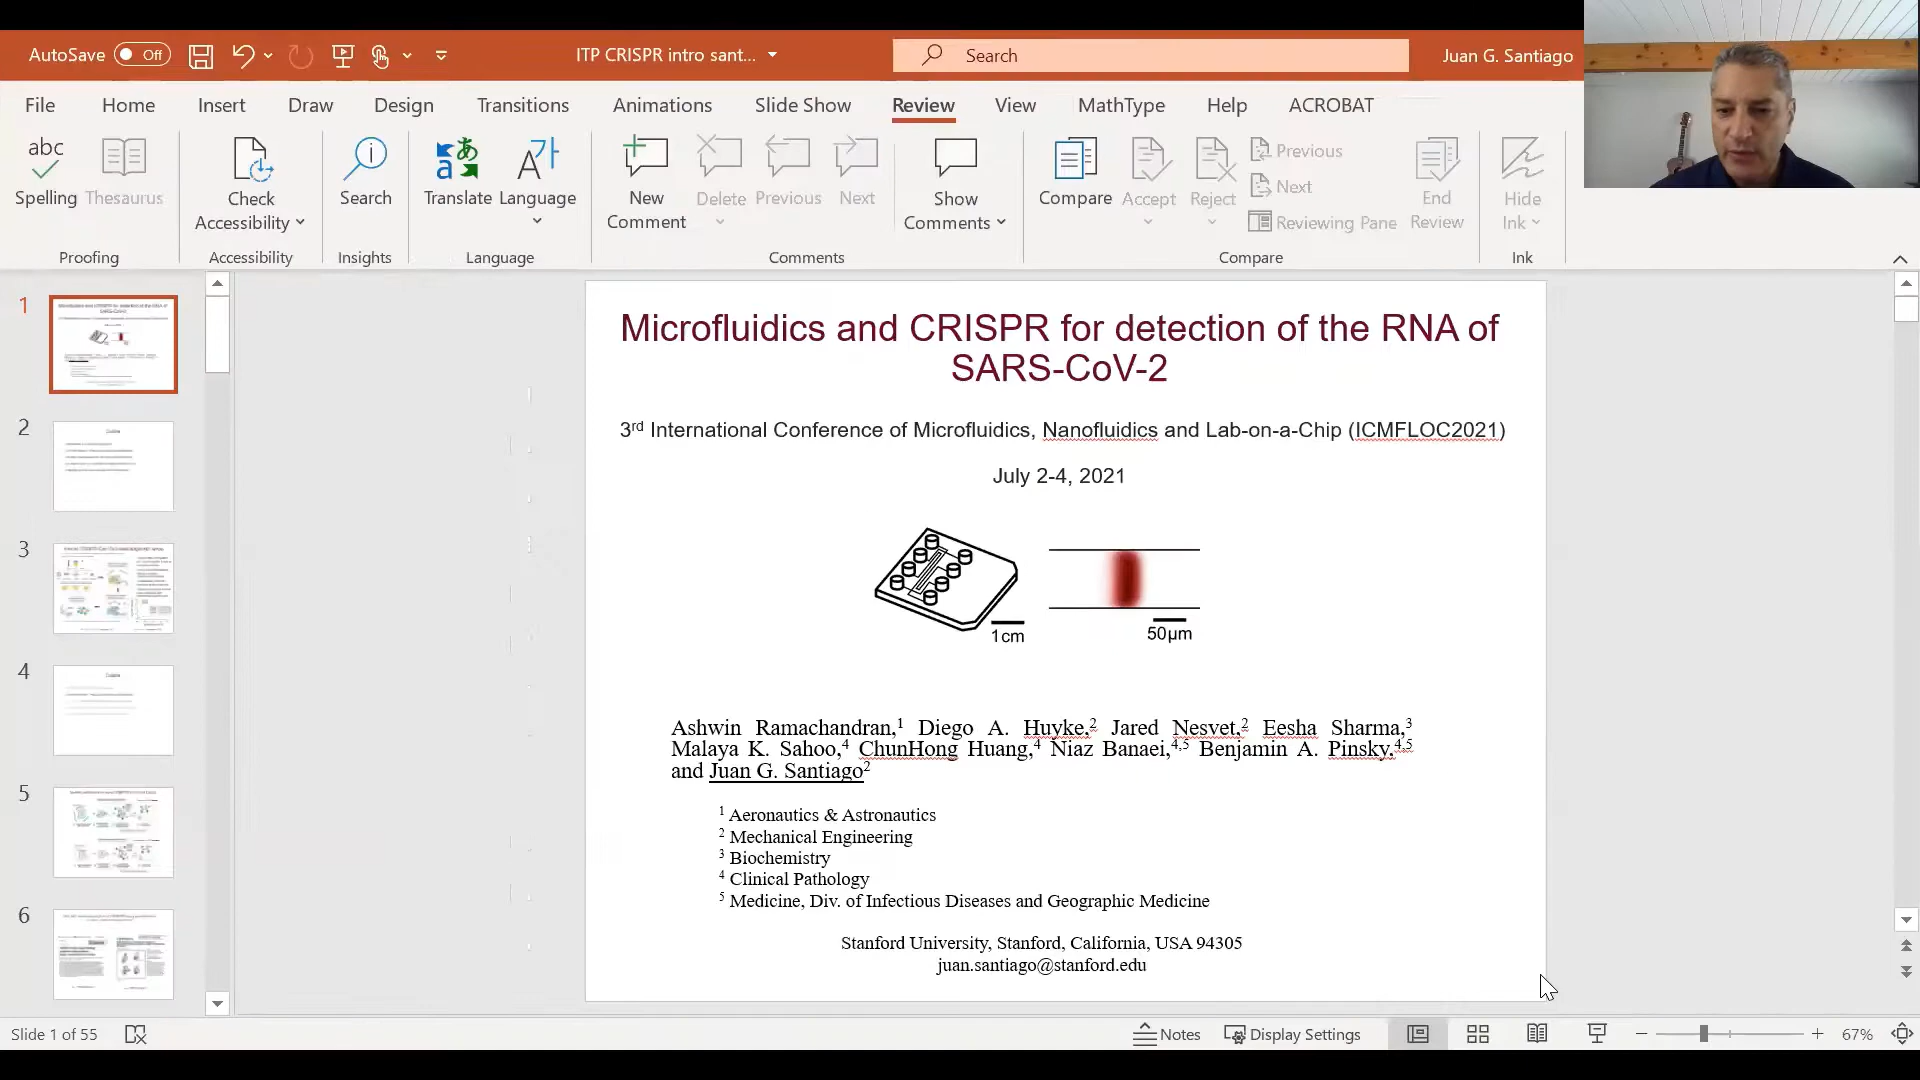 AutoSave Off ITP CRISPR intro sant... Search Juan G. Santiago
File Home Insert Draw Design Transitions Animations Slide Show Review View MathType Help ACROBAT
abc
Spelling Thesaurus
Proofing
Check
Accessibility
Accessibility
Search
Insights
Translate Language
Language
New
Comment
Delete Previous Next
Show
Comments
Comments
Compare Accept Reject
Previous
Next
Reviewing Pane
End
Review
Compare
Hide
Ink
Ink
1
2
3
4
5
6
Microfluidics and CRISPR for detection of the RNA of
SARS-CoV-2
3rd International Conference of Microfluidics, Nanofluidics and Lab-on-a-Chip (ICMFLOC2021)
July 2-4, 2021
1cm
50µm
Ashwin Ramachandran,1 Diego A. Huyke,2 Jared Nesvet,2 Eesha Sharma,3
Malaya K. Sahoo,4 ChunHong Huang,4 Niaz Banaei,4,5 Benjamin A. Pinsky,4,5
and Juan G. Santiago2
1 Aeronautics & Astronautics
2 Mechanical Engineering
3 Biochemistry
4 Clinical Pathology
5 Medicine, Div. of Infectious Diseases and Geographic Medicine
Stanford University, Stanford, California, USA 94305
juan.santiago@stanford.edu
Slide 1 of 55 Notes Display Settings 67%